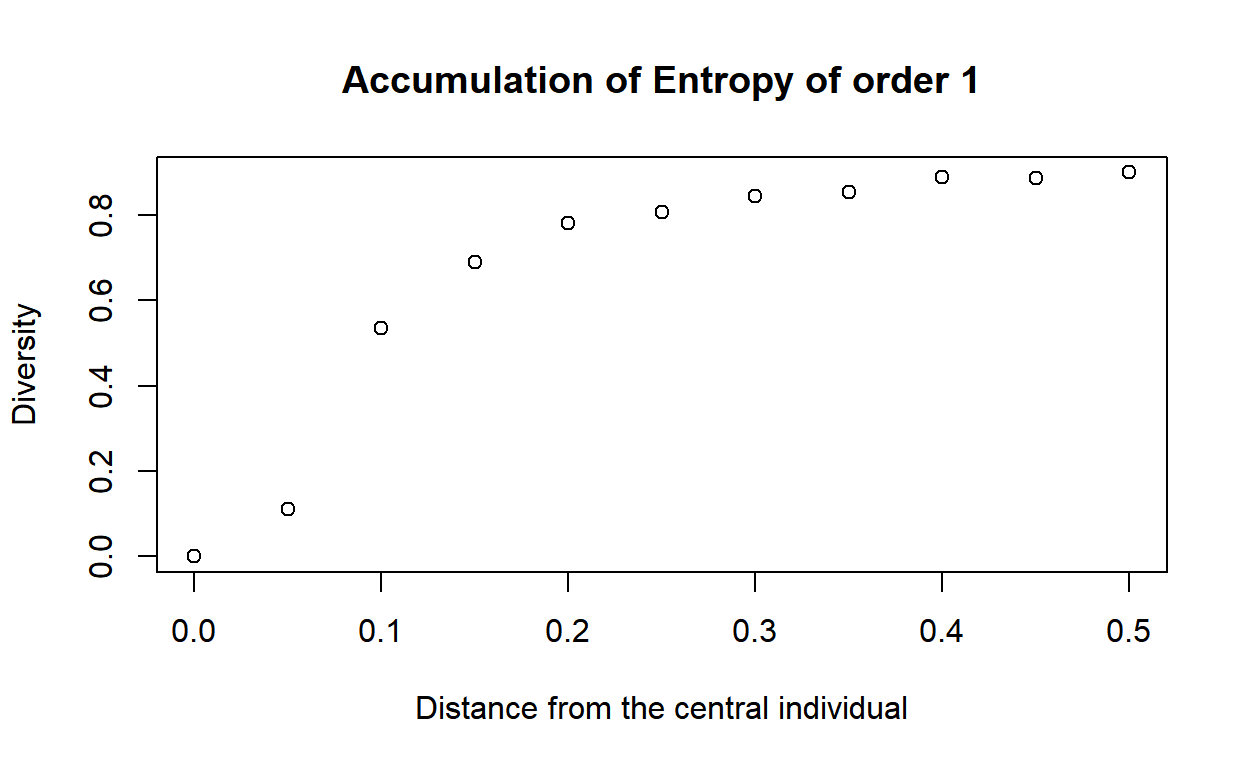 Accumulation of Entropy of order 1
Diversity
0.8
0.6
0.4
0.2
0.0
0.0 0.1 0.2 0.3 0.4 0.5
Distance from the central individual